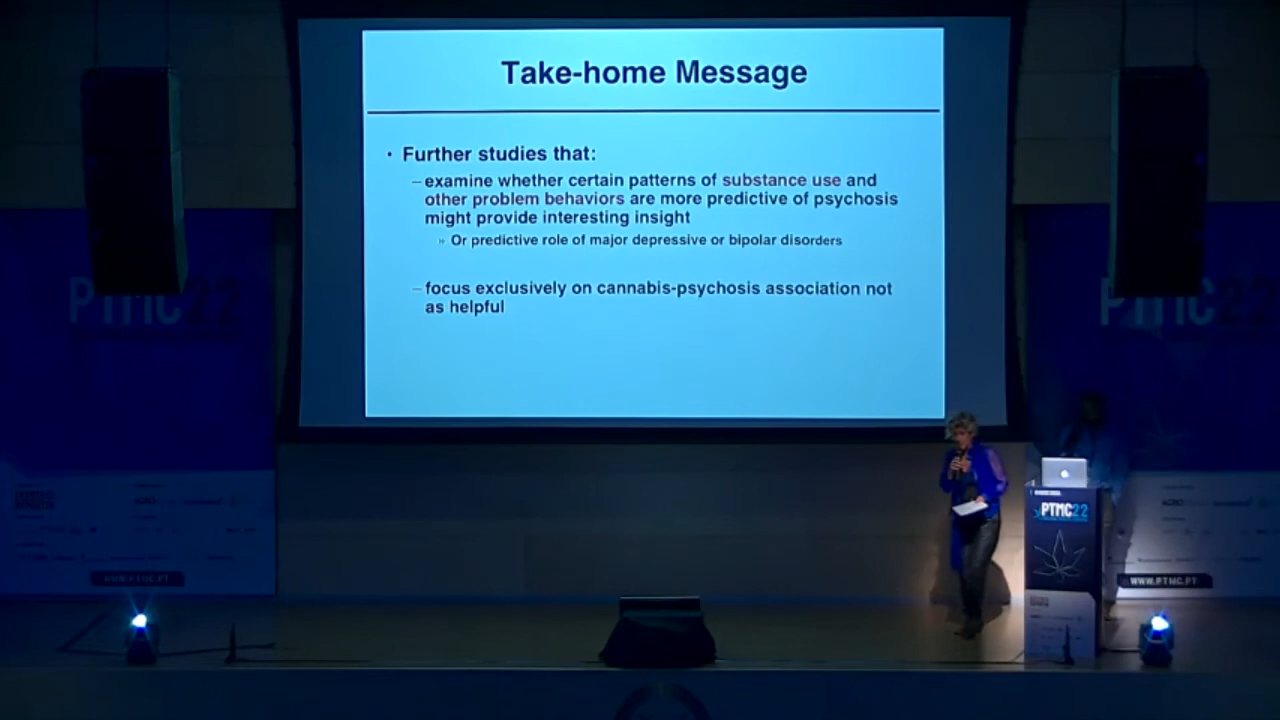 Take-home Message
• Further studies that:
– examine whether certain patterns of substance use and
other problem behaviors are more predictive of psychosis
might provide interesting insight
» Or predictive role of major depressive or bipolar disorders
– focus exclusively on cannabis-psychosis association not
as helpful
PTMC22
PTMC22
PTMC22
WWW.PTMC.PT
WWW.PTMC.PT